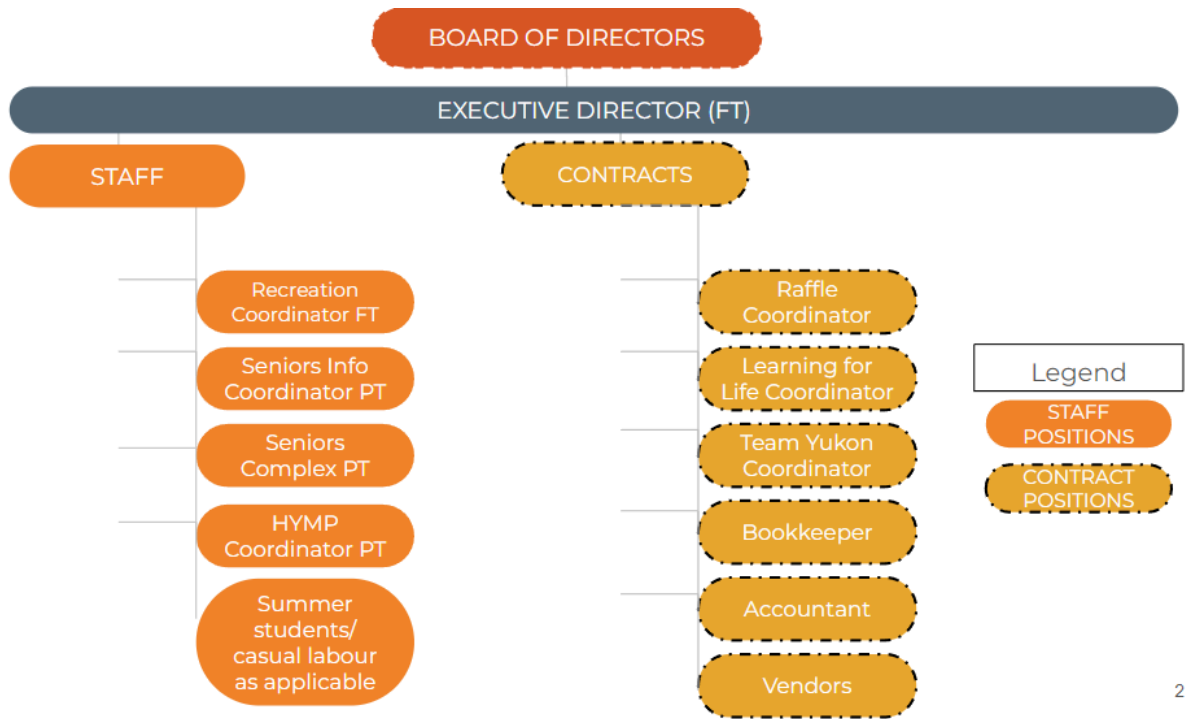 BOARD OF DIRECTORS
EXECUTIVE DIRECTOR (FT)
STAFF
CONTRACTS
Recreation
Coordinator FT
Seniors Info
Coordinator PT
Seniors
Complex PT
HYMP
Coordinator PT
Summer
students/
casual labour
as applicable
Raffle
Coordinator
Learning for
Life Coordinator
Team Yukon
Coordinator
Bookkeeper
Accountant
Vendors
Legend
STAFF
POSITIONS
CONTRACT
POSITIONS
2